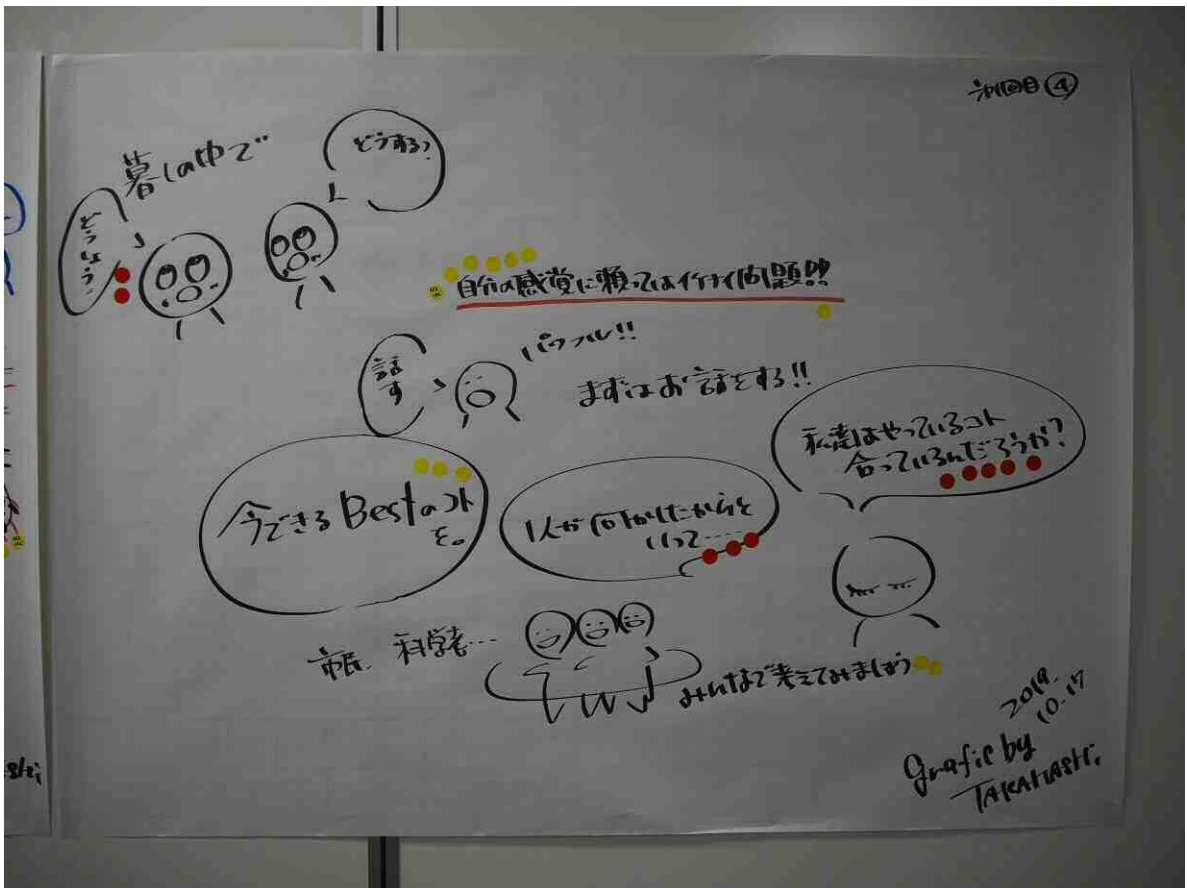 ④
暮しの中で
どうする?
どうしよう。
自分の感覚に頼ってはイケナイ問題!!
話す
パワフル!!
まずはお話をする!!
私達はやっているコト
合っているんだろうか?
今できるBestのコト
を。
1人が何かしたからと
いって……
市民、科学者…
みんなで考えてみましょう
2019.
10.17
Grafic by
TAKAHASHI.